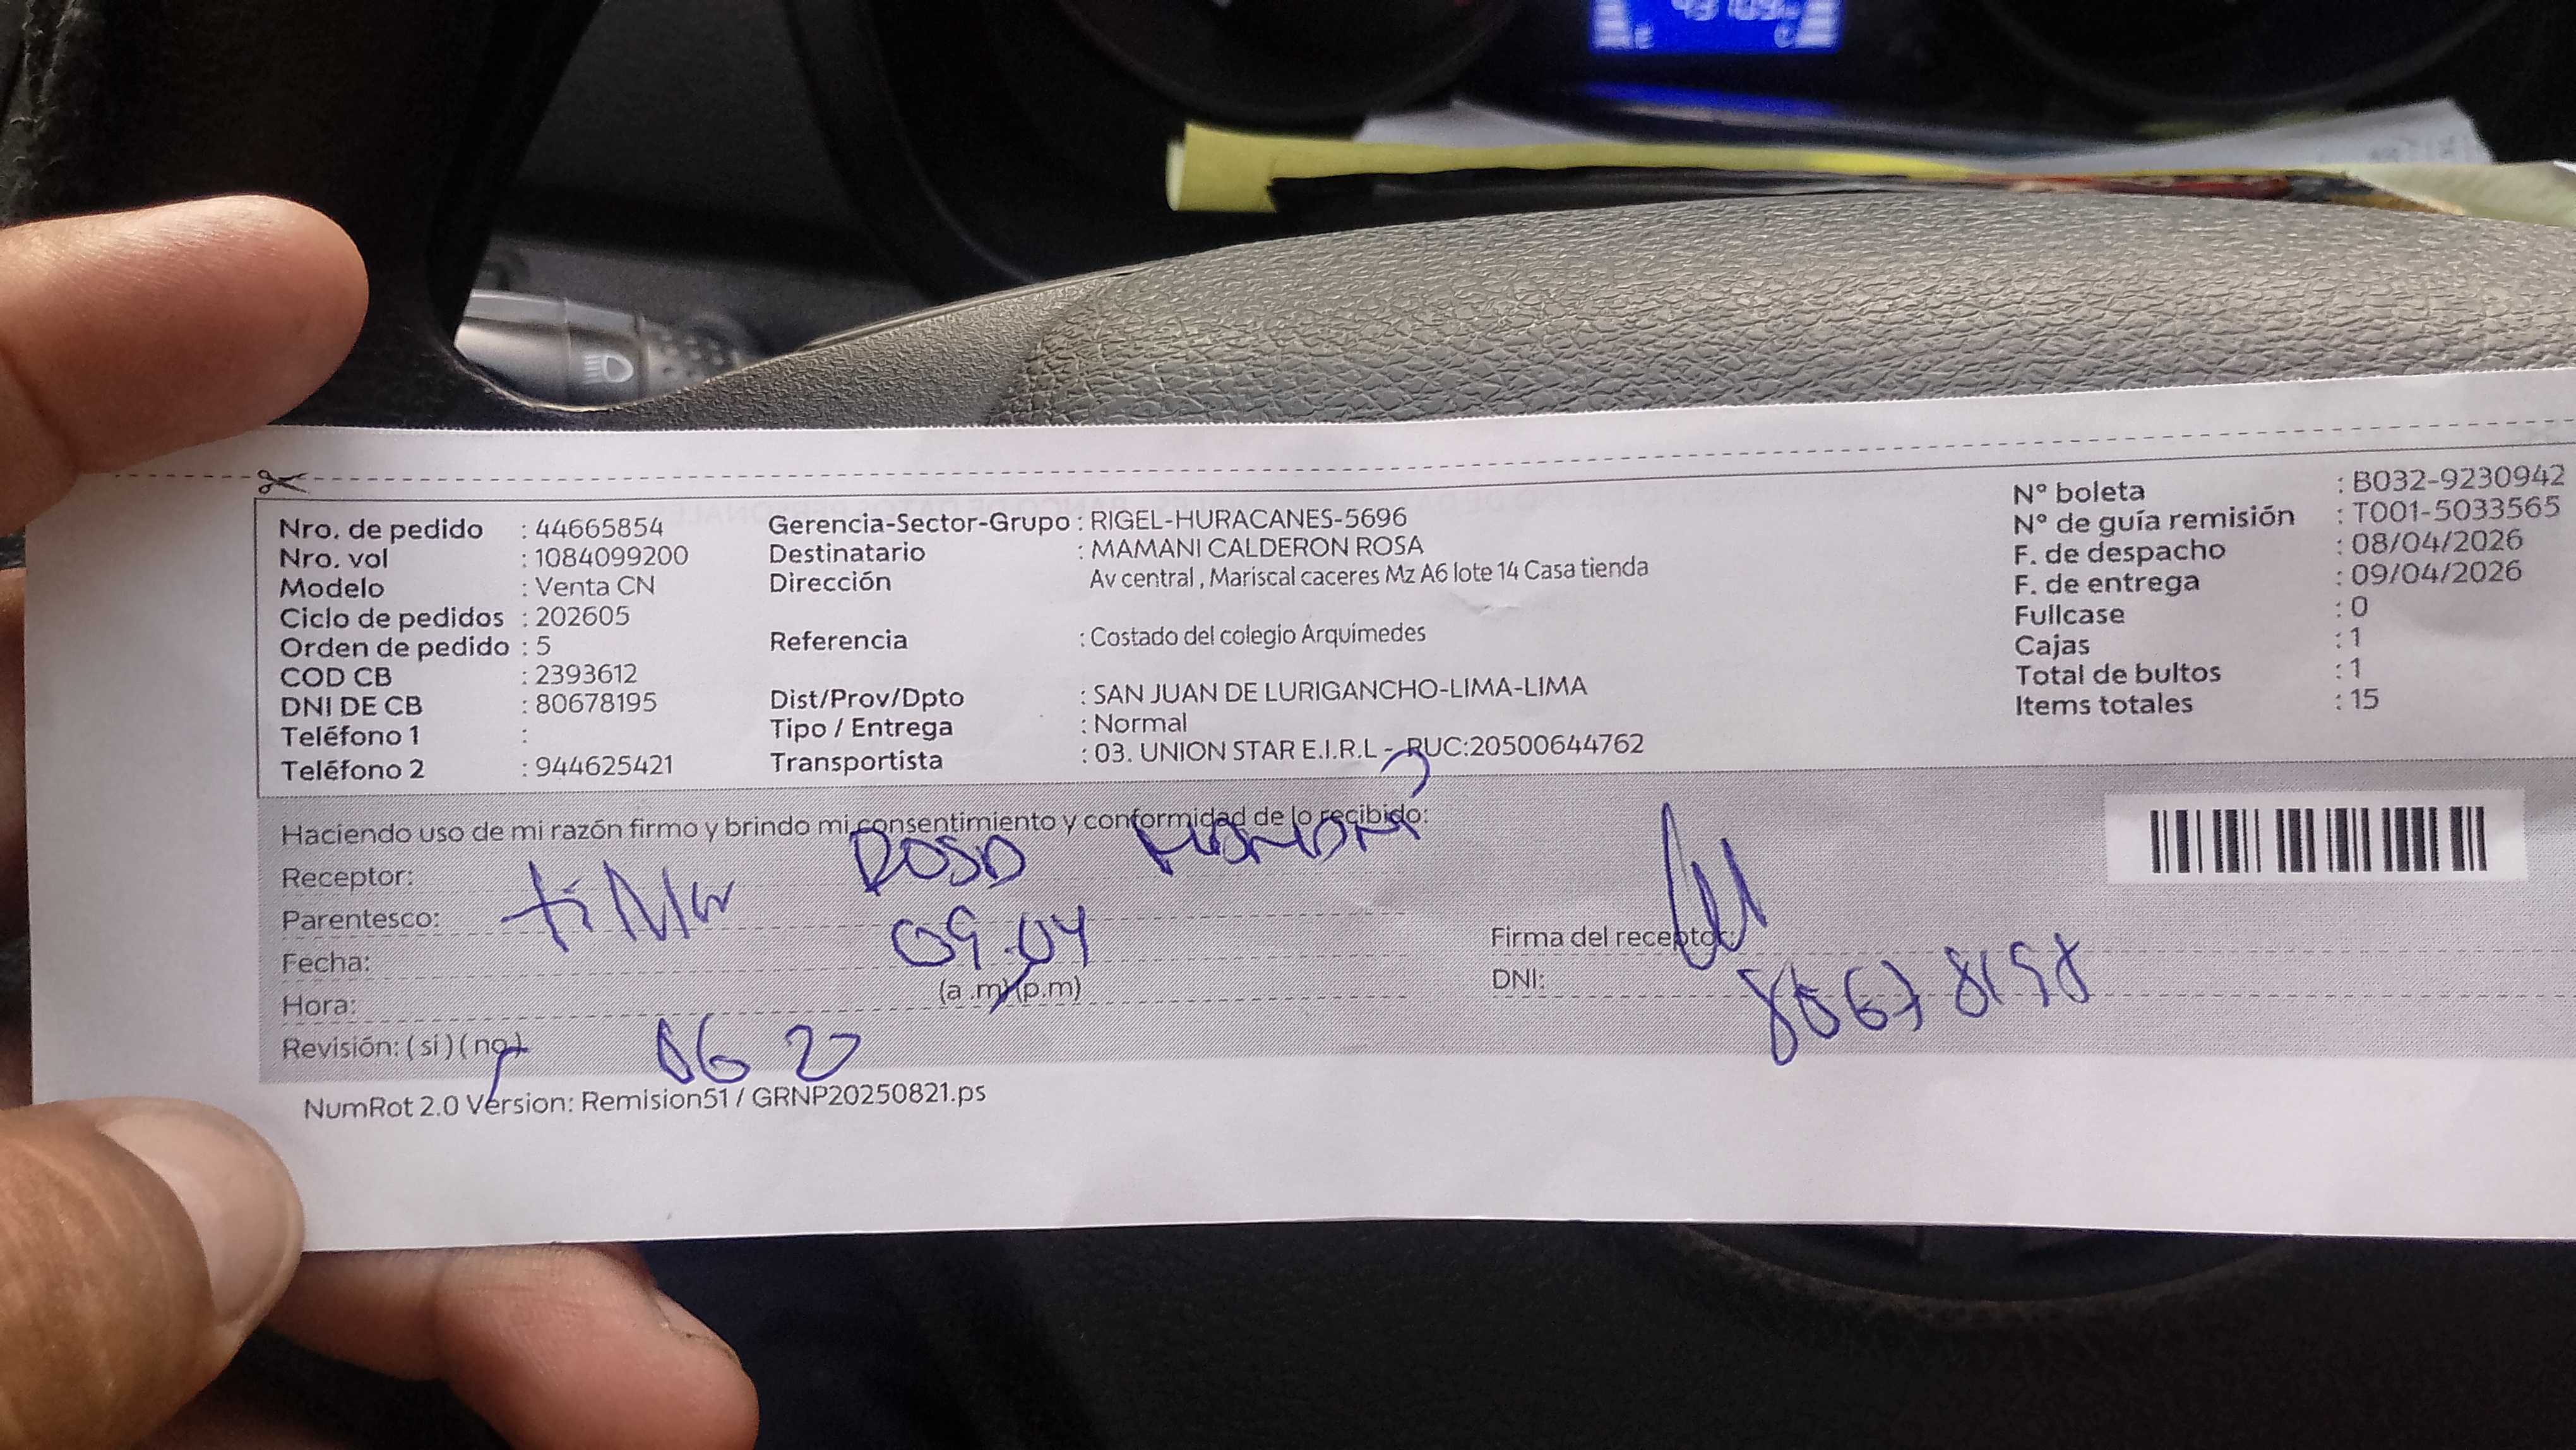 Nro. de pedido : 44665854
Nro. vol : 1084099200
Modelo : Venta CN
Ciclo de pedidos : 202605
Orden de pedido : 5
COD CB : 2393612
DNI DE CB : 80678195
Teléfono 1 :
Teléfono 2 : 944625421
Gerencia-Sector-Grupo : RIGEL-HURACANES-5696
Destinatario : MAMANI CALDERON ROSA
Dirección Av central , Mariscal caceres Mz A6 lote 14 Casa tienda
Referencia : Costado del colegio Arquimedes
Dist/Prov/Dpto : SAN JUAN DE LURIGANCHO-LIMA-LIMA
Tipo / Entrega : Normal
Transportista : 03. UNION STAR E.I.R.L - RUC:20500644762
N° boleta : B032-9230942
N° de guía remisión : T001-5033565
F. de despacho : 08/04/2026
F. de entrega : 09/04/2026
Fullcase : 0
Cajas : 1
Total de bultos : 1
Items totales : 15
Haciendo uso de mi razón firmo y brindo mi consentimiento y conformidad de lo recibido:
Receptor: Rosa Mamani
Parentesco:
Fecha: 09.04
Hora: (a .m) (p.m)
Revisión: ( si ) ( no )
Firma del receptor:
DNI:
NumRot 2.0 Version: Remision51 / GRNP20250821.ps